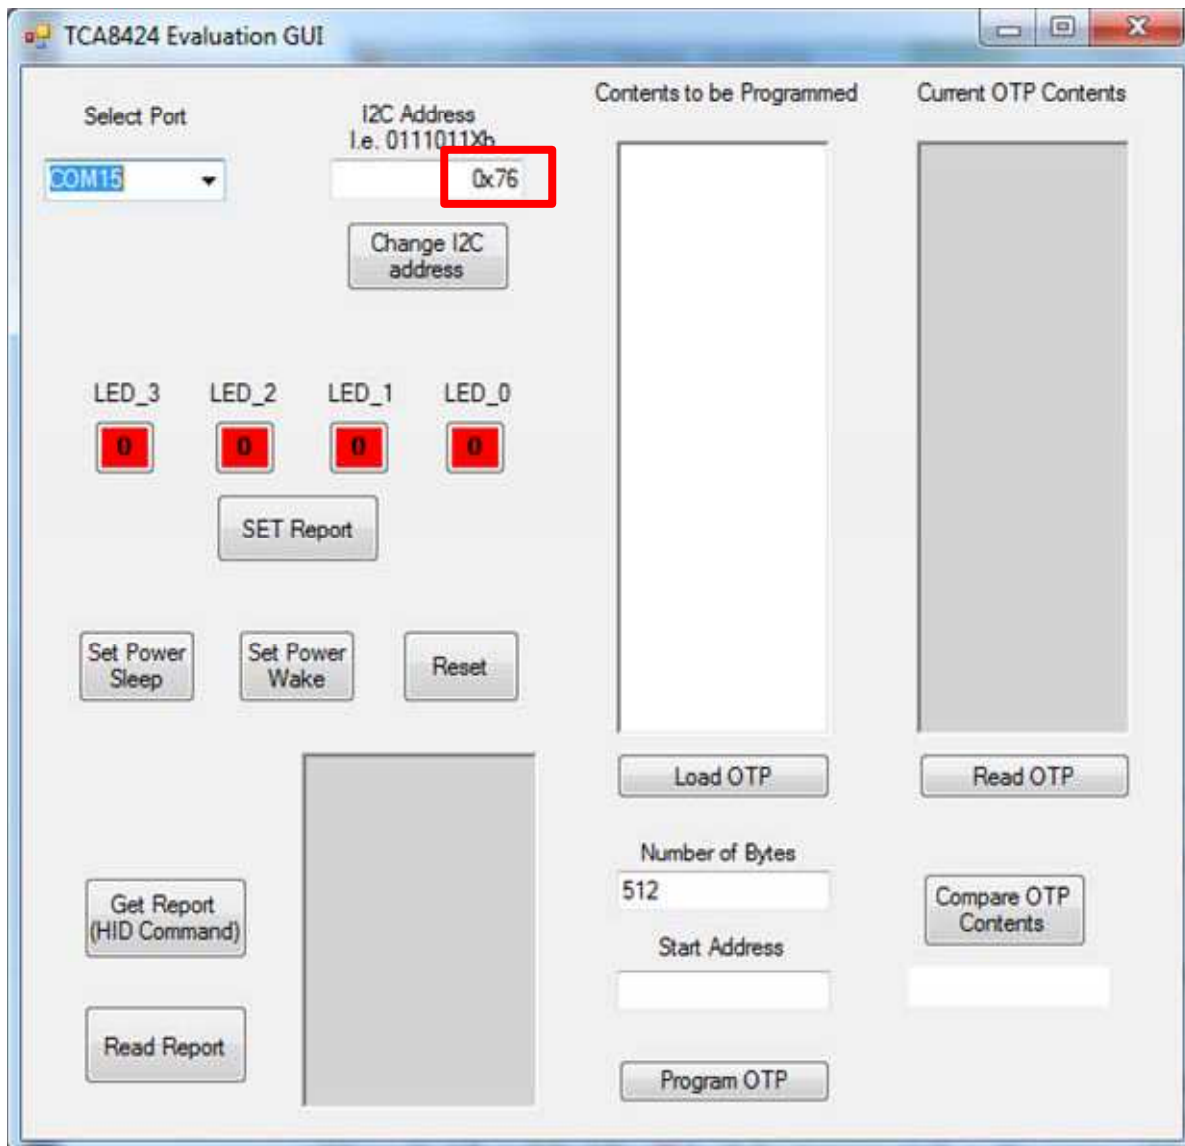 TCA8424 Evaluation GUI
Select Port
I2C Address
I.e. 0111011Xb
COM15
0x76
Change I2C
address
LED_3 LED_2 LED_1 LED_0
0 0 0 0
SET Report
Set Power
Sleep
Set Power
Wake
Reset
Get Report
(HID Command)
Read Report
Contents to be Programmed
Load OTP
Number of Bytes
512
Start Address
Program OTP
Current OTP Contents
Read OTP
Compare OTP
Contents